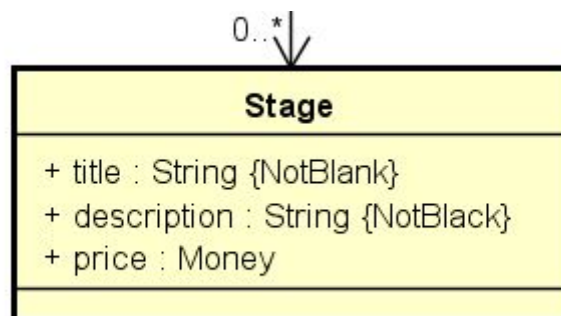 0..*
Stage
+ title : String {NotBlank}
+ description : String {NotBlack}
+ price : Money